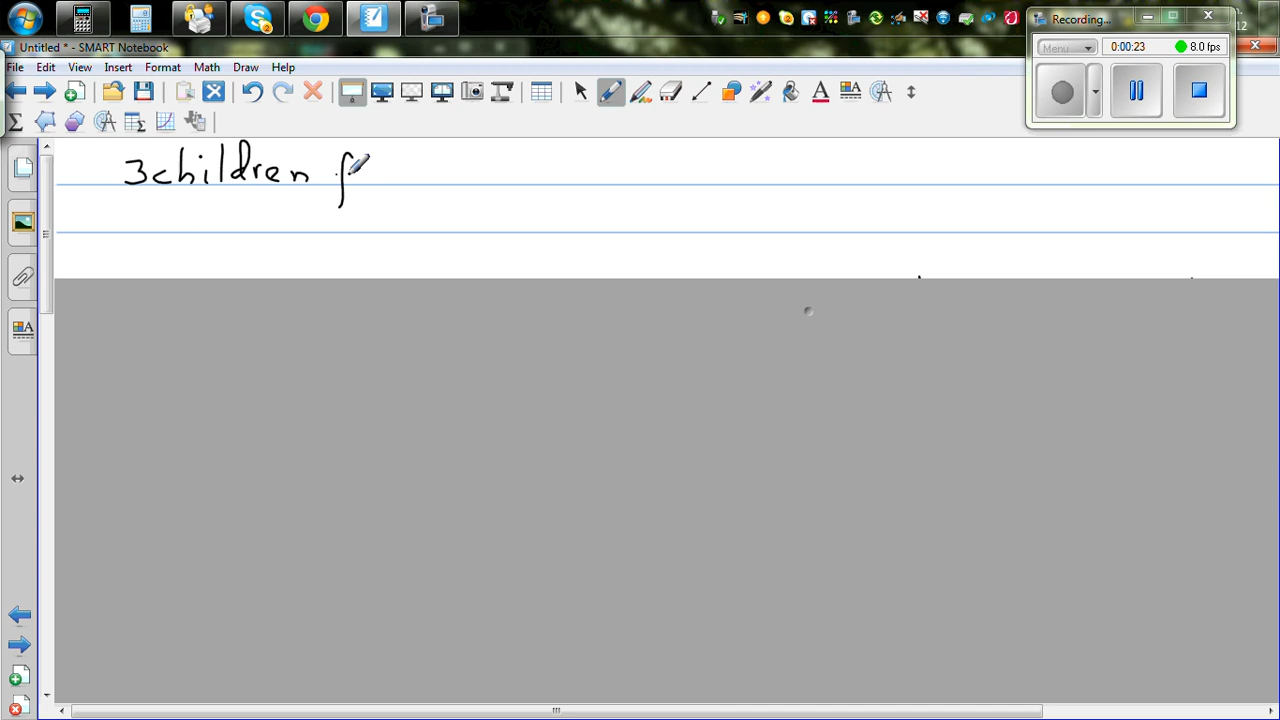 12
Recording...
Untitled * - SMART Notebook
Menu
0:00:23
8.0 fps
File Edit View Insert Format Math Draw Help
3children f